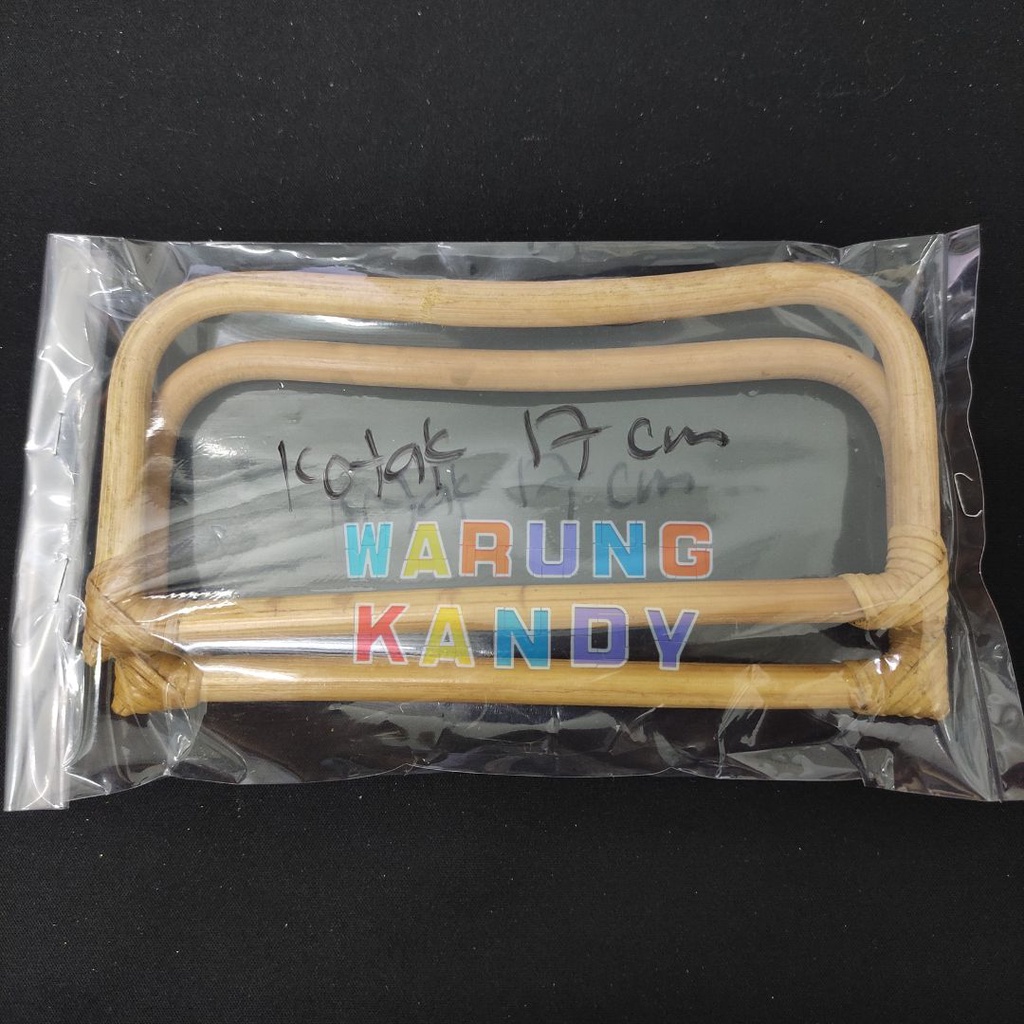 Kotak 17 cm
WARUNG
KANDY